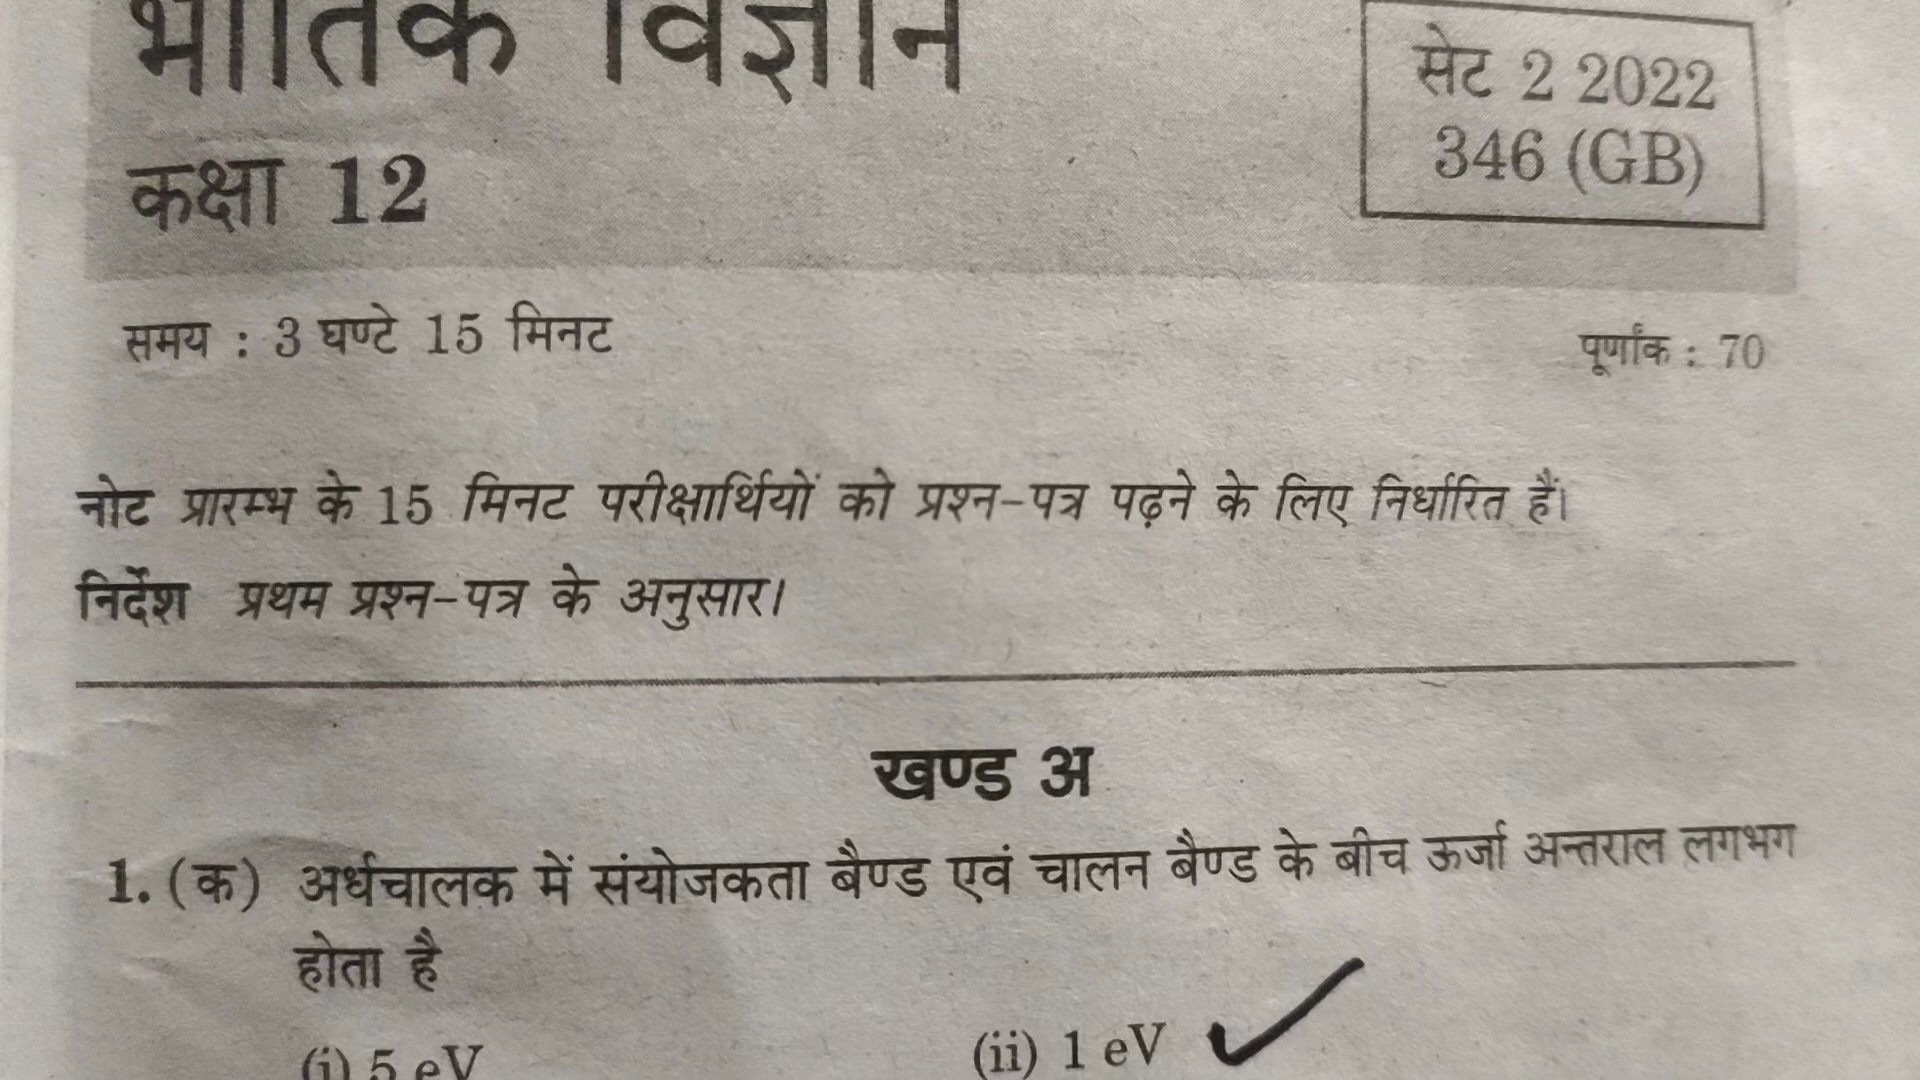 भौतिक विज्ञान
सेट 2 2022
346 (GB)
कक्षा 12
समय : 3 घण्टे 15 मिनट
पूर्णांक : 70
नोट प्रारम्भ के 15 मिनट परीक्षार्थियों को प्रश्न-पत्र पढ़ने के लिए निर्धारित हैं।
निर्देश प्रथम प्रश्न-पत्र के अनुसार।
खण्ड अ
1. (क) अर्धचालक में संयोजकता बैण्ड एवं चालन बैण्ड के बीच ऊर्जा अन्तराल लगभग
होता है
(i) 5 eV (ii) 1 eV